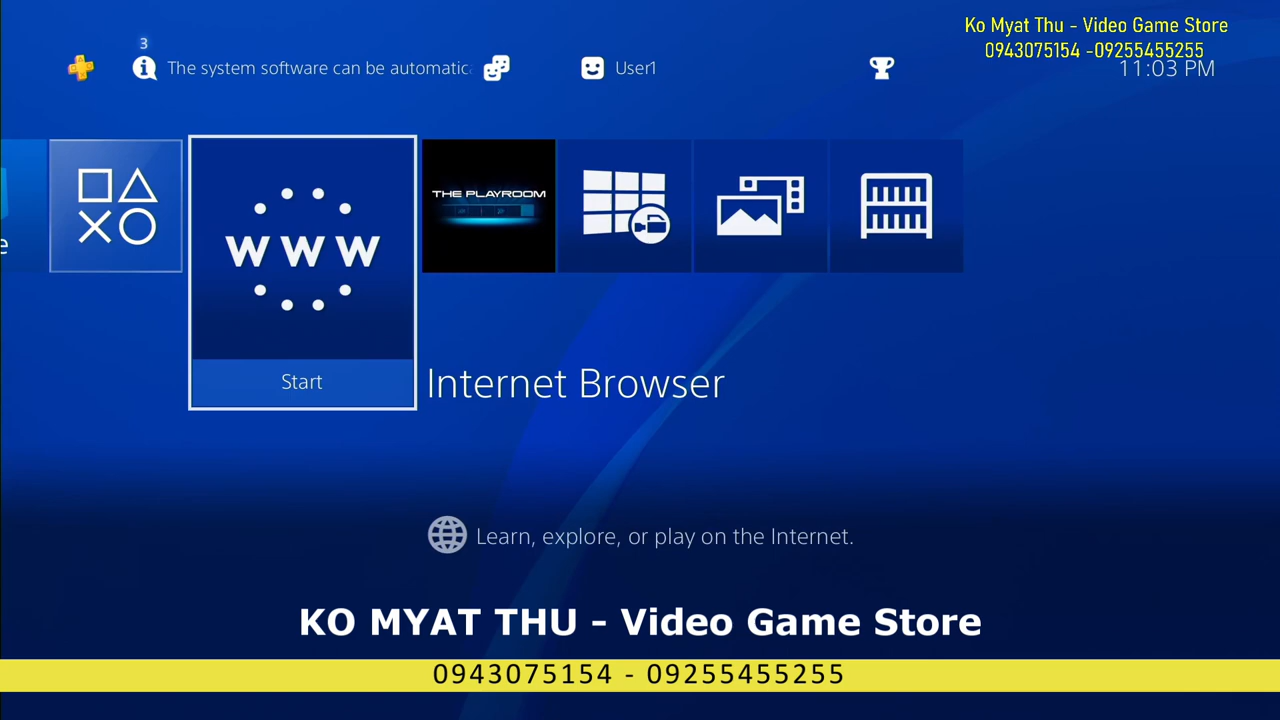 Ko Myat Thu - Video Game Store
0943075154 -09255455255
11:03 PM
3
The system software can be automatic
User1
e
THE PLAYROOM
WWW
Start
Internet Browser
Learn, explore, or play on the Internet.
KO MYAT THU - Video Game Store
0943075154 - 09255455255